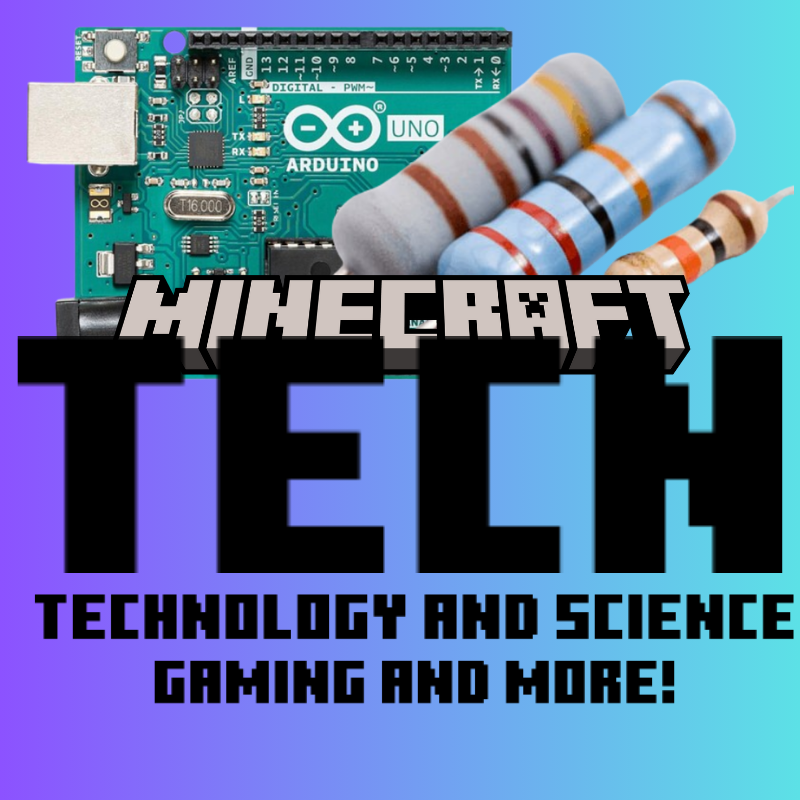 RESET
AREF
GND
13
12
~11
~10
~9
8
7
~6
~5
4
~3
2
TX→1
RX←0
DIGITAL - PWM~
L
TX
RX
UNO
ARDUINO
T16.000
MINECRAFT
TECH
TECHNOLOGY AND SCIENCE
GAMING AND MORE!